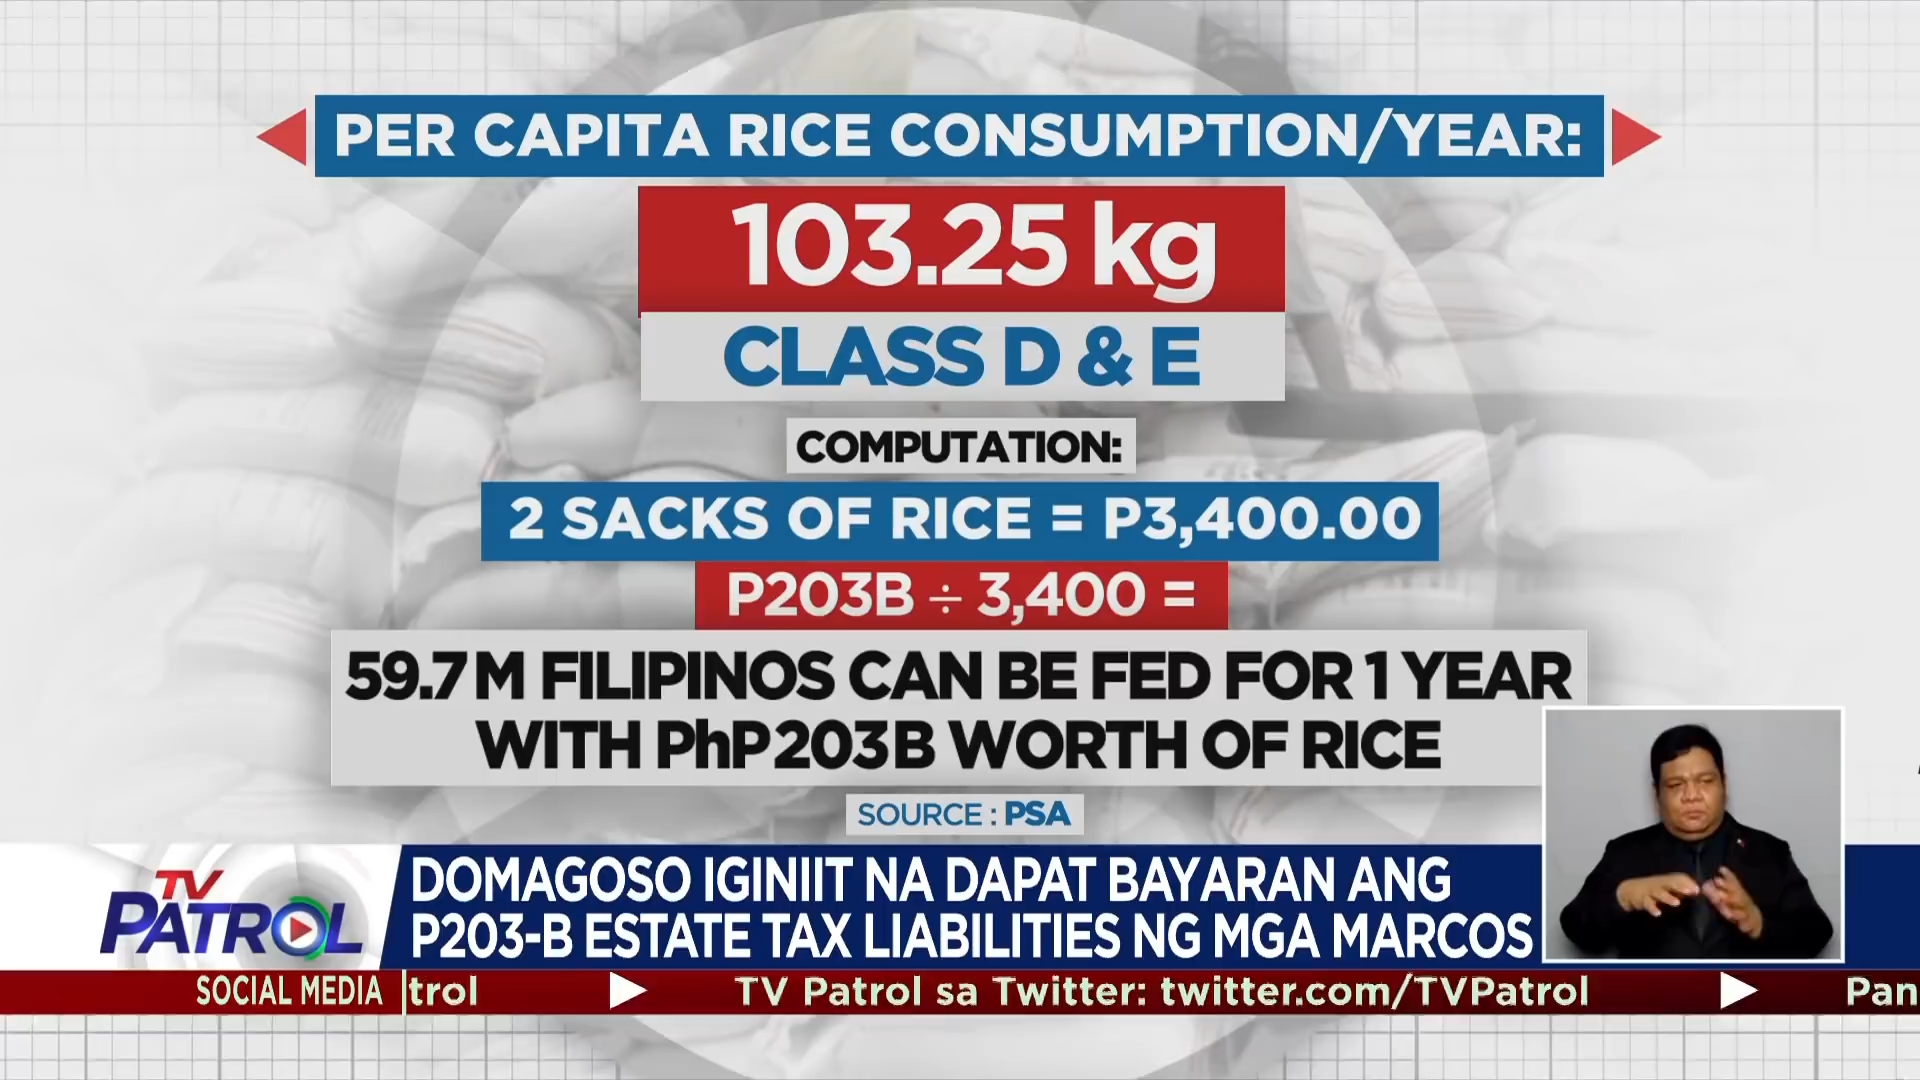 PER CAPITA RICE CONSUMPTION/YEAR:
103.25 kg
CLASS D & E
COMPUTATION:
2 SACKS OF RICE = P3,400.00
P203B ÷ 3,400 =
59.7M FILIPINOS CAN BE FED FOR 1 YEAR
WITH PhP203B WORTH OF RICE
SOURCE : PSA
TV PATROL
DOMAGOSO IGINIIT NA DAPAT BAYARAN ANG
P203-B ESTATE TAX LIABILITIES NG MGA MARCOS
SOCIAL MEDIA trol TV Patrol sa Twitter: twitter.com/TVPatrol Pan